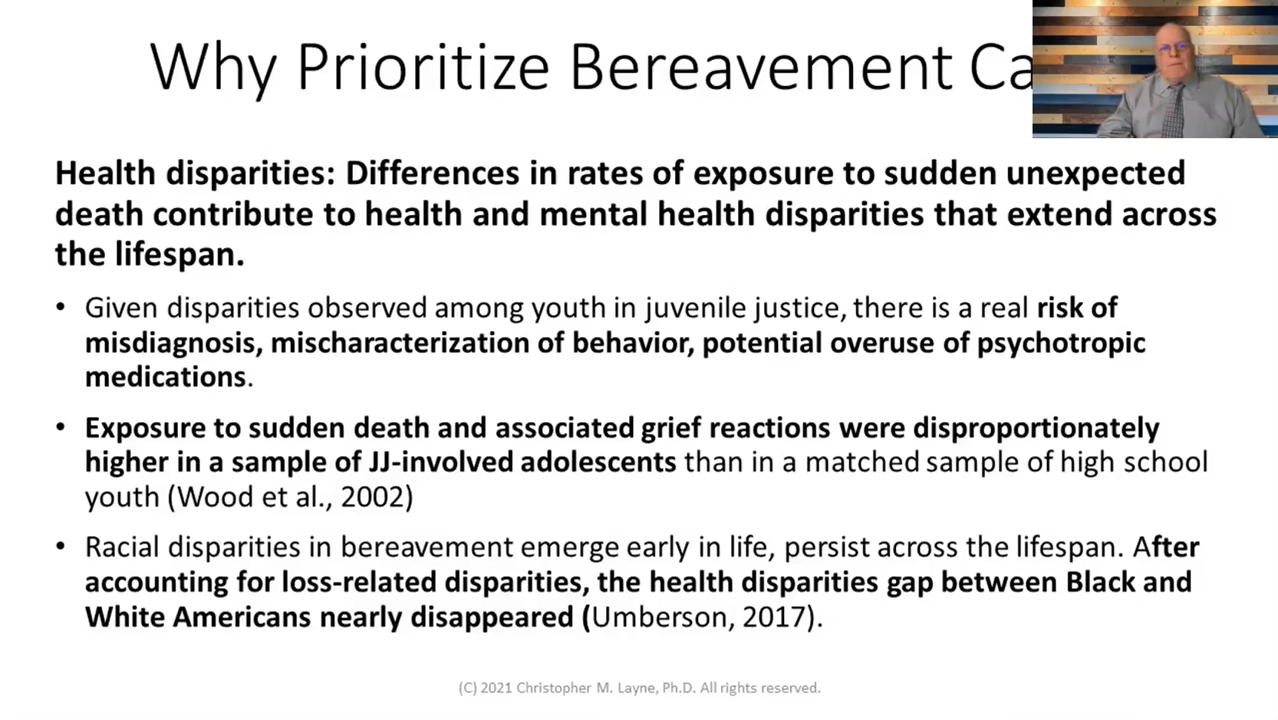 Why Prioritize Bereavement Ca
Health disparities: Differences in rates of exposure to sudden unexpected
death contribute to health and mental health disparities that extend across
the lifespan.
• Given disparities observed among youth in juvenile justice, there is a real risk of
misdiagnosis, mischaracterization of behavior, potential overuse of psychotropic
medications.
• Exposure to sudden death and associated grief reactions were disproportionately
higher in a sample of JJ-involved adolescents than in a matched sample of high school
youth (Wood et al., 2002)
• Racial disparities in bereavement emerge early in life, persist across the lifespan. After
accounting for loss-related disparities, the health disparities gap between Black and
White Americans nearly disappeared (Umberson, 2017).
(C) 2021 Christopher M. Layne, Ph.D. All rights reserved.